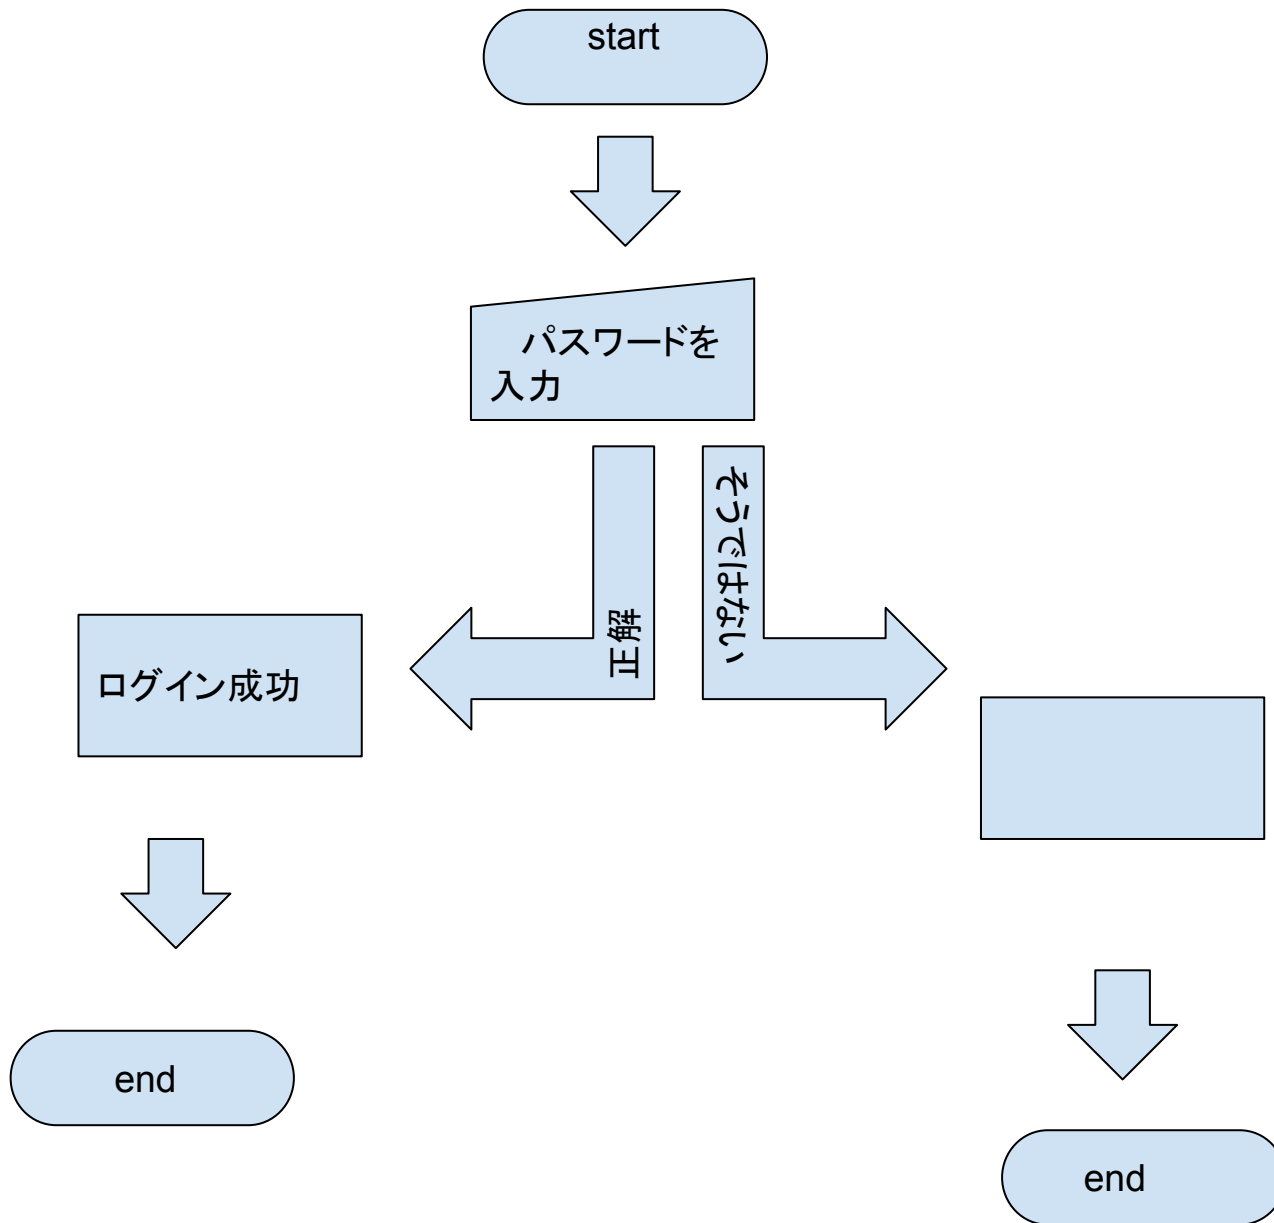 start
パスワードを
入力
正解
そうではない
ログイン成功
end
end